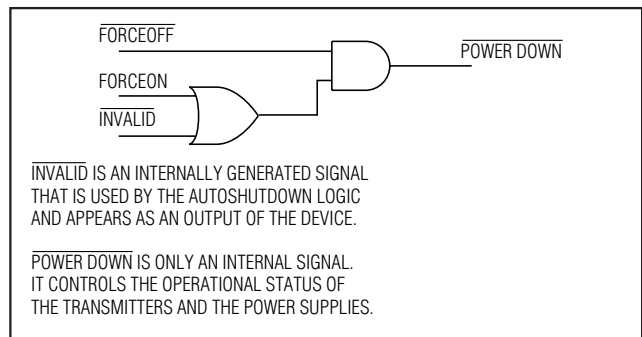 FORCEOFF
POWER DOWN
FORCEON
INVALID
INVALID IS AN INTERNALLY GENERATED SIGNAL
THAT IS USED BY THE AUTOSHUTDOWN LOGIC
AND APPEARS AS AN OUTPUT OF THE DEVICE.
POWER DOWN IS ONLY AN INTERNAL SIGNAL.
IT CONTROLS THE OPERATIONAL STATUS OF
THE TRANSMITTERS AND THE POWER SUPPLIES.